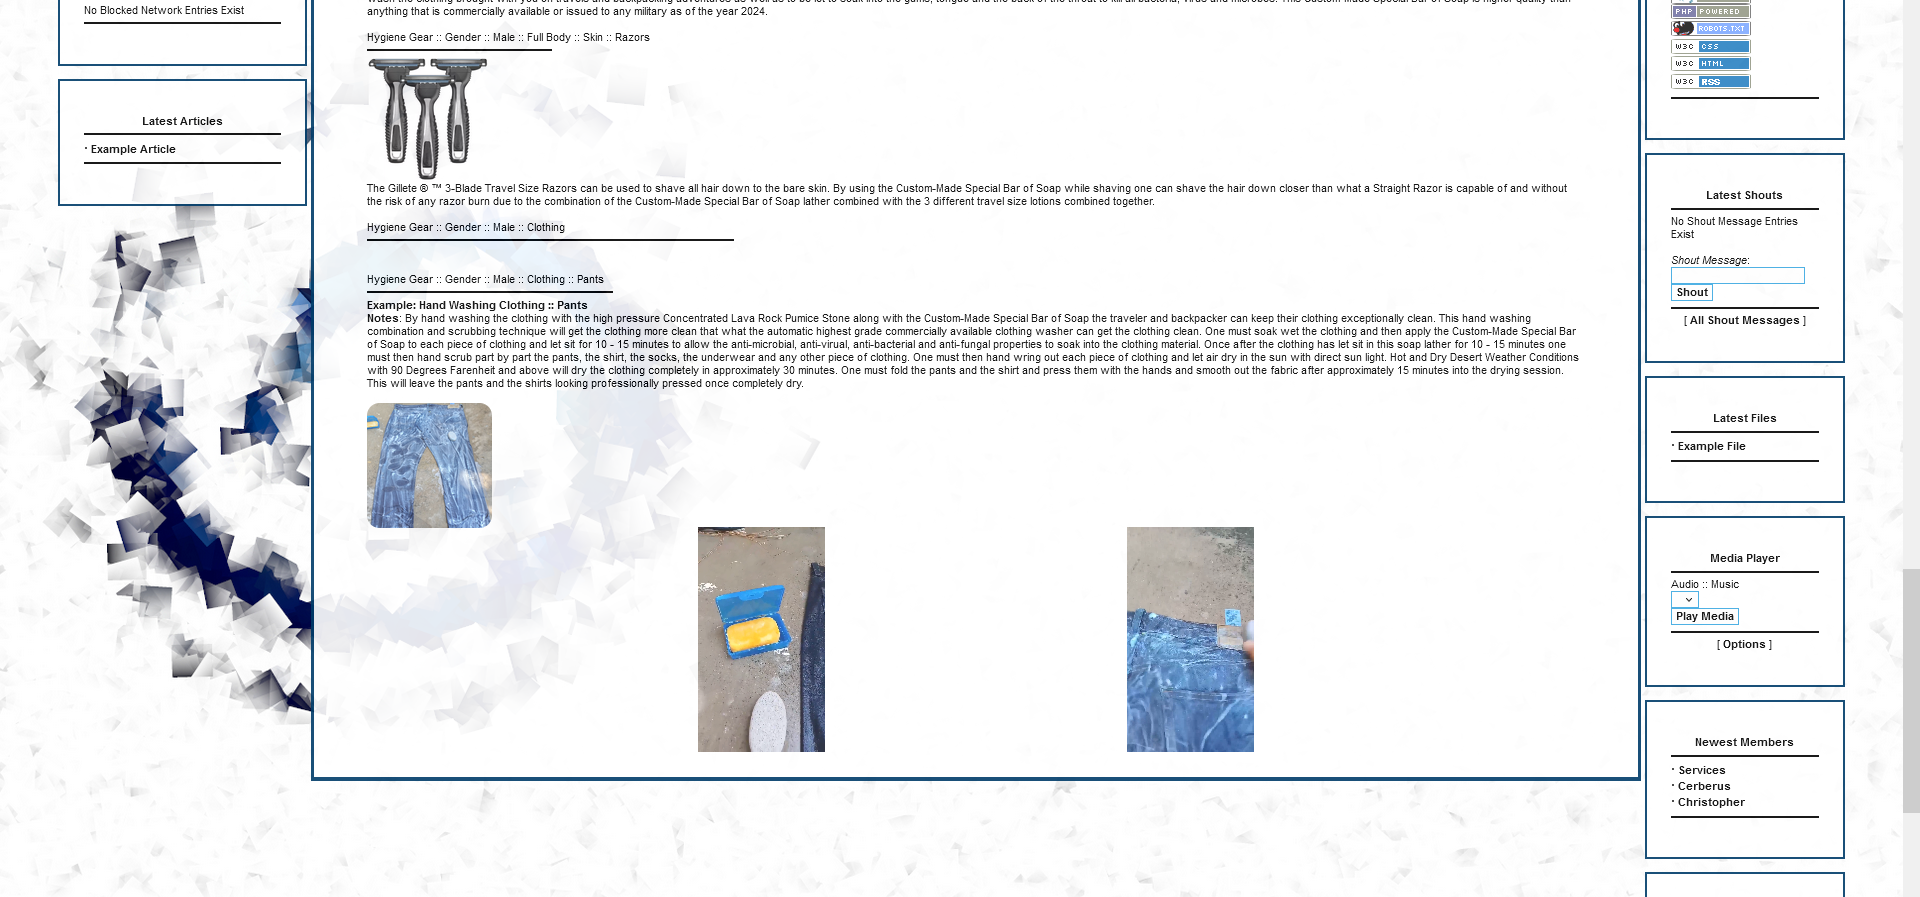 No Blocked Network Entries Exist
Latest Articles
· Example Article
anything that is commercially available or issued to any military as of the year 2024.
Hygiene Gear :: Gender :: Male :: Full Body :: Skin :: Razors
The Gillete ® ™ 3-Blade Travel Size Razors can be used to shave all hair down to the bare skin. By using the Custom-Made Special Bar of Soap while shaving one can shave the hair down closer than what a Straight Razor is capable of and without
the risk of any razor burn due to the combination of the Custom-Made Special Bar of Soap lather combined with the 3 different travel size lotions combined together.
Hygiene Gear :: Gender :: Male :: Clothing
Hygiene Gear :: Gender :: Male :: Clothing :: Pants
Example: Hand Washing Clothing :: Pants
Notes: By hand washing the clothing with the high pressure Concentrated Lava Rock Pumice Stone along with the Custom-Made Special Bar of Soap the traveler and backpacker can keep their clothing exceptionally clean. This hand washing
combination and scrubbing technique will get the clothing more clean that what the automatic highest grade commercially available clothing washer can get the clothing clean. One must soak wet the clothing and then apply the Custom-Made Special Bar
of Soap to each piece of clothing and let sit for 10 - 15 minutes to allow the anti-microbial, anti-virual, anti-bacterial and anti-fungal properties to soak into the clothing material. Once after the clothing has let sit in this soap lather for 10 - 15 minutes one
must then hand scrub part by part the pants, the shirt, the socks, the underwear and any other piece of clothing. One must then hand wring out each piece of clothing and let air dry in the sun with direct sun light. Hot and Dry Desert Weather Conditions
with 90 Degrees Farenheit and above will dry the clothing completely in approximately 30 minutes. One must fold the pants and the shirt and press them with the hands and smooth out the fabric after approximately 15 minutes into the drying session.
This will leave the pants and the shirts looking professionally pressed once completely dry.
PHP POWERED
ROBOTS.TXT
W3C CSS
W3C HTML
W3C RSS
Latest Shouts
No Shout Message Entries
Exist
Shout Message:
Shout
[ All Shout Messages ]
Latest Files
· Example File
Media Player
Audio :: Music
Play Media
[ Options ]
Newest Members
· Services
· Cerberus
· Christopher